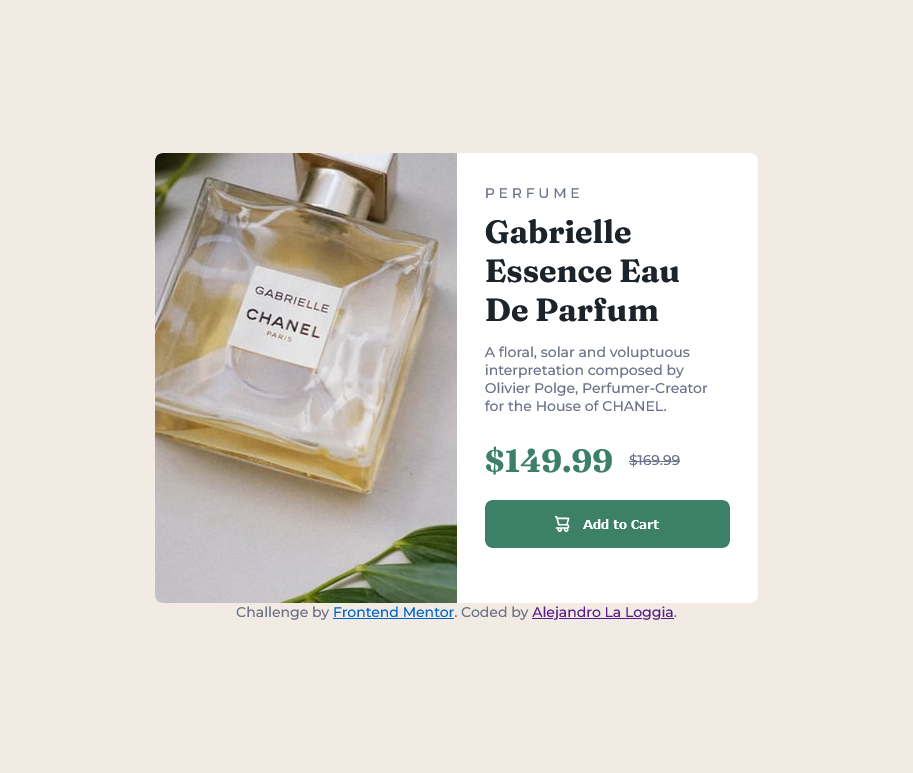 GABRIELLE
CHANEL
PARIS
PERFUME
Gabrielle
Essence Eau
De Parfum
A floral, solar and voluptuous
interpretation composed by
Olivier Polge, Perfumer-Creator
for the House of CHANEL.
$149.99 $169.99
Add to Cart
Challenge by Frontend Mentor. Coded by Alejandro La Loggia.